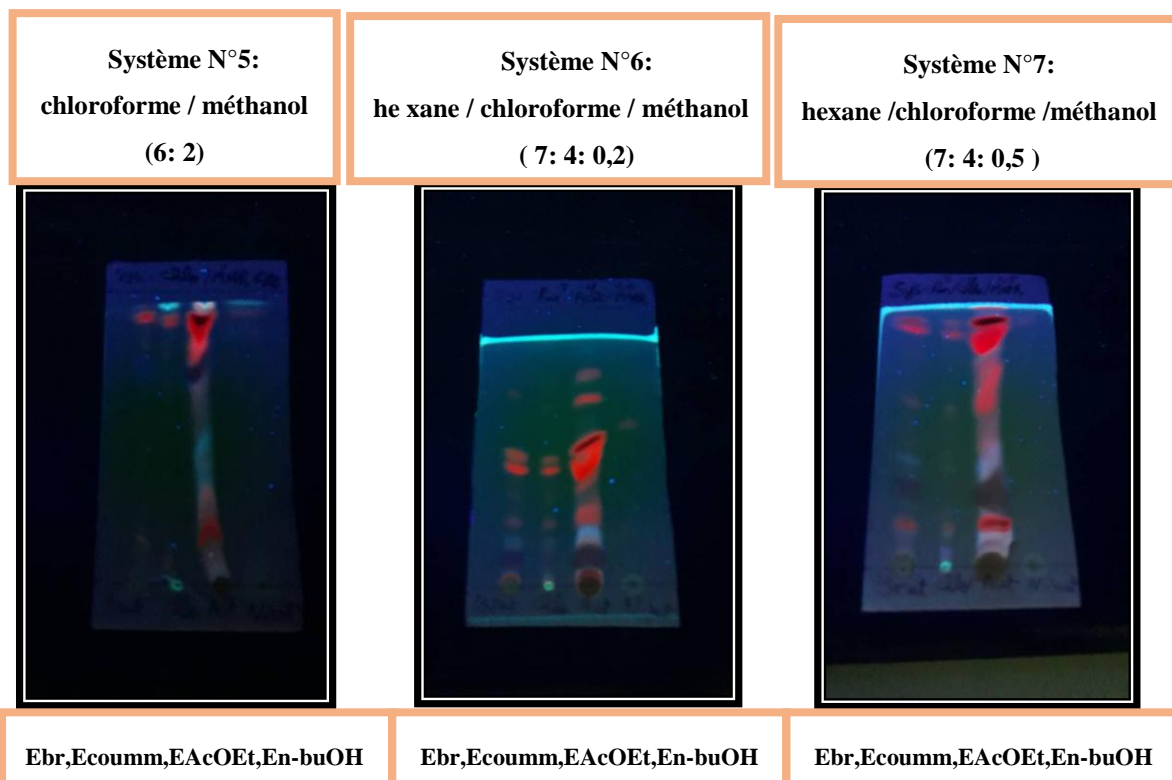 Système N°5:
chloroforme / méthanol
(6: 2)
Système N°6:
he xane / chloroforme / méthanol
( 7: 4: 0,2)
Système N°7:
hexane /chloroforme /méthanol
(7: 4: 0,5 )
Ebr,Ecoumm,EAcOEt,En-buOH
Ebr,Ecoumm,EAcOEt,En-buOH
Ebr,Ecoumm,EAcOEt,En-buOH